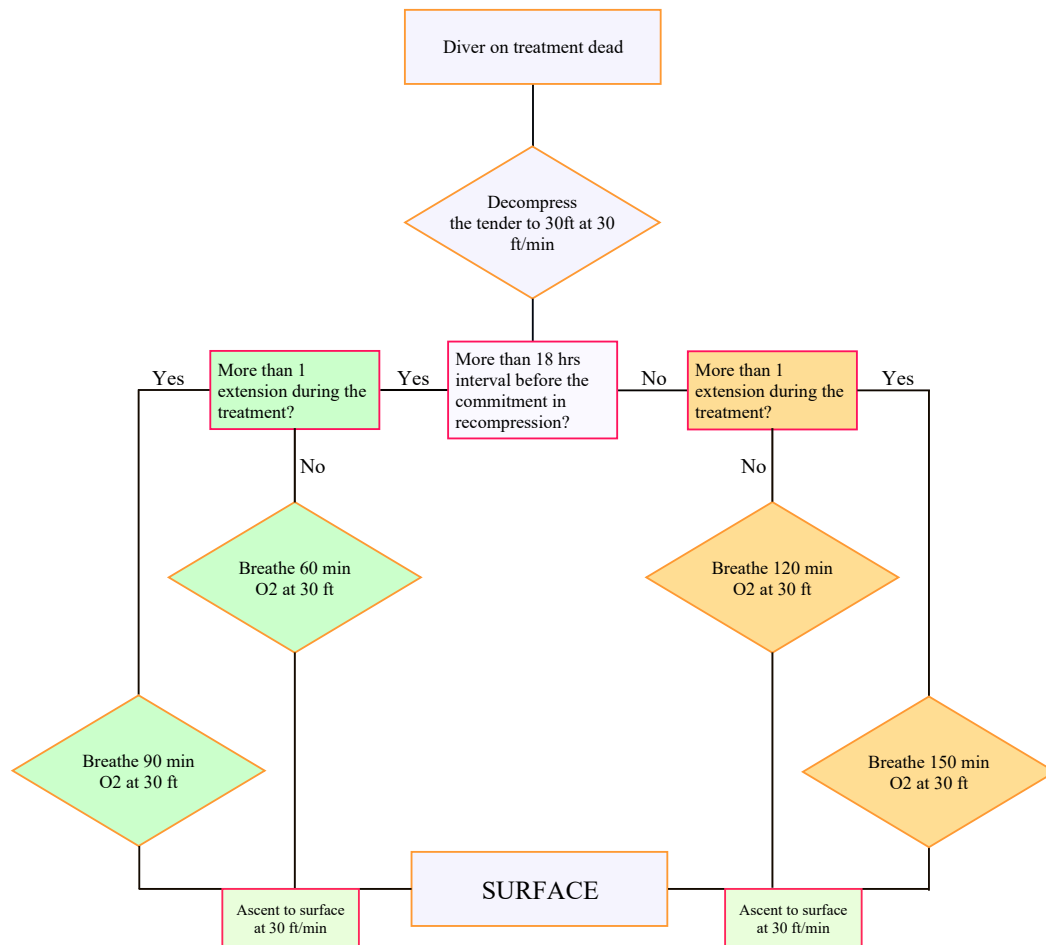 Diver on treatment dead
Decompress
the tender to 30ft at 30
ft/min
More than 1
extension during the
treatment?
More than 18 hrs
interval before the
commitment in
recompression?
More than 1
extension during the
treatment?
Yes
Yes
No
Yes
No
No
Breathe 60 min
O2 at 30 ft
Breathe 120 min
O2 at 30 ft
Breathe 90 min
O2 at 30 ft
Breathe 150 min
O2 at 30 ft
SURFACE
Ascent to surface
at 30 ft/min
Ascent to surface
at 30 ft/min